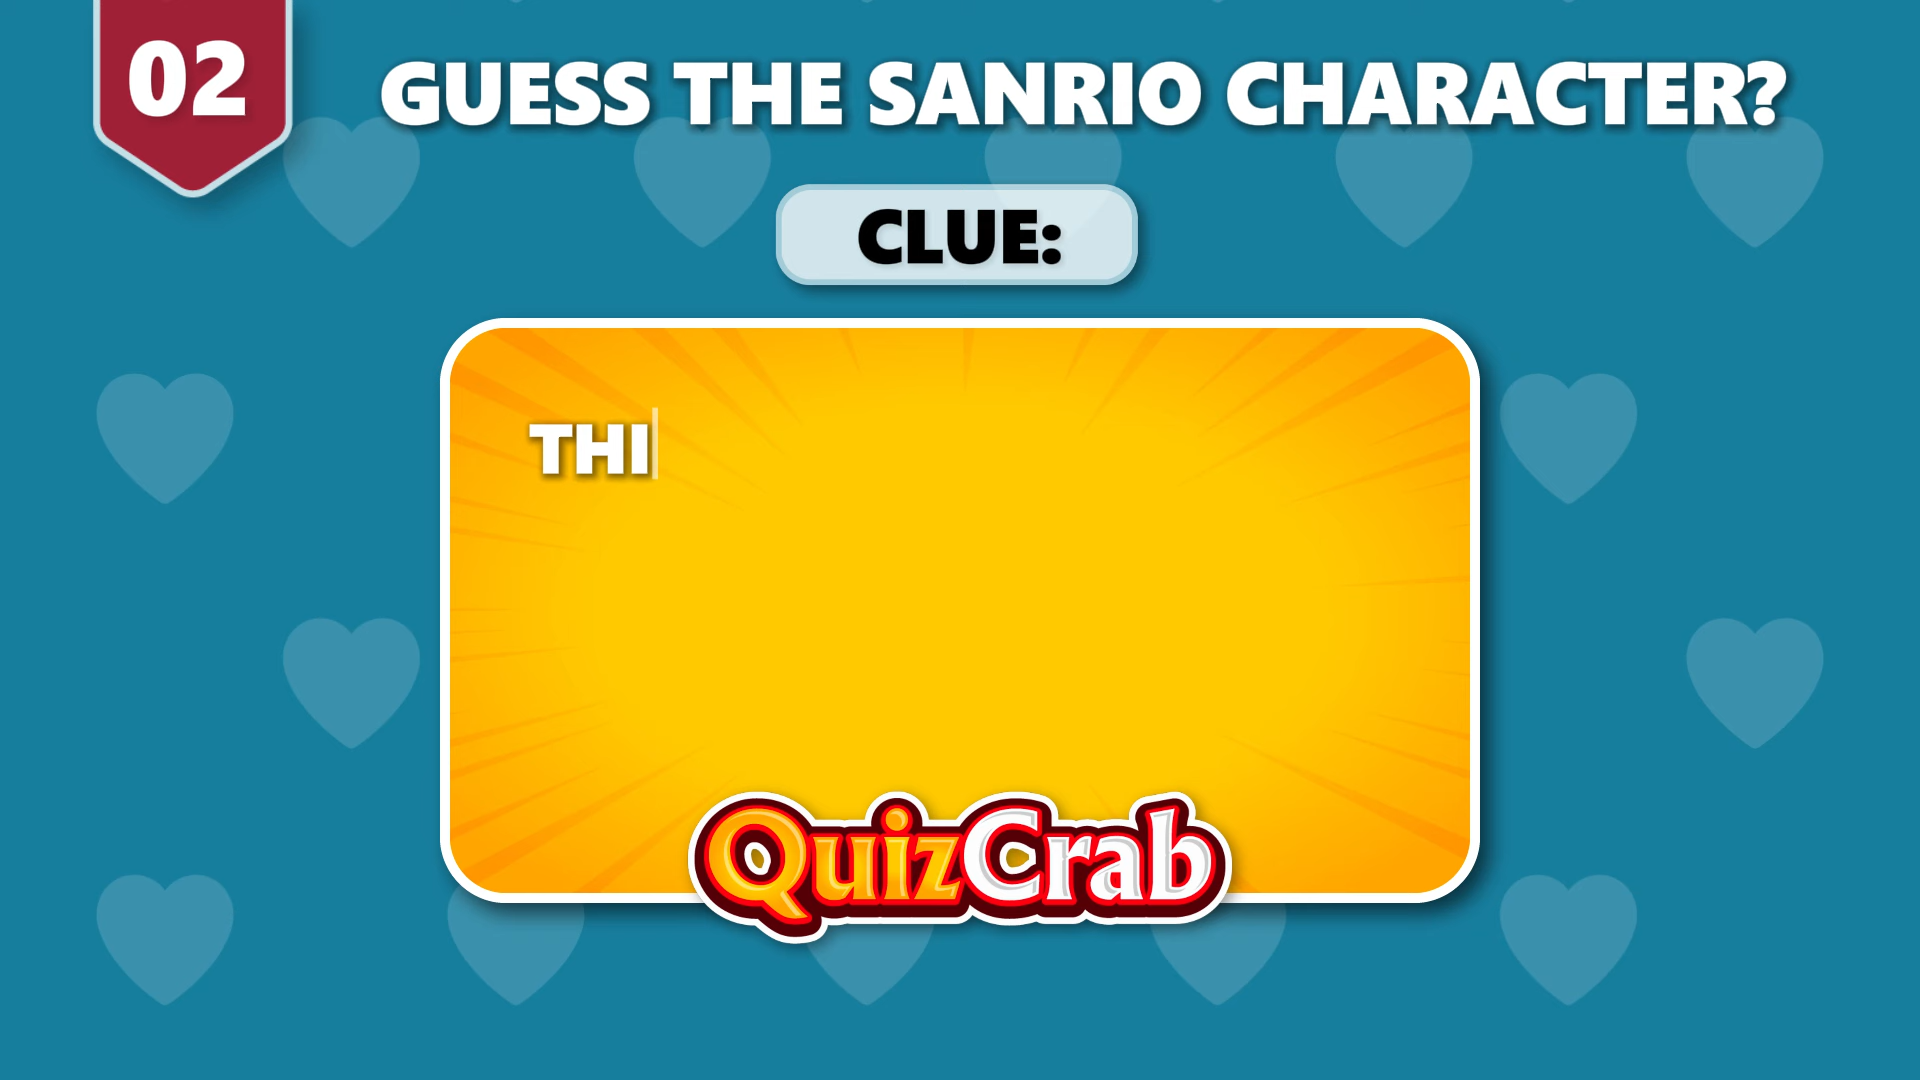 02
GUESS THE SANRIO CHARACTER?
CLUE:
THI
QuizCrab